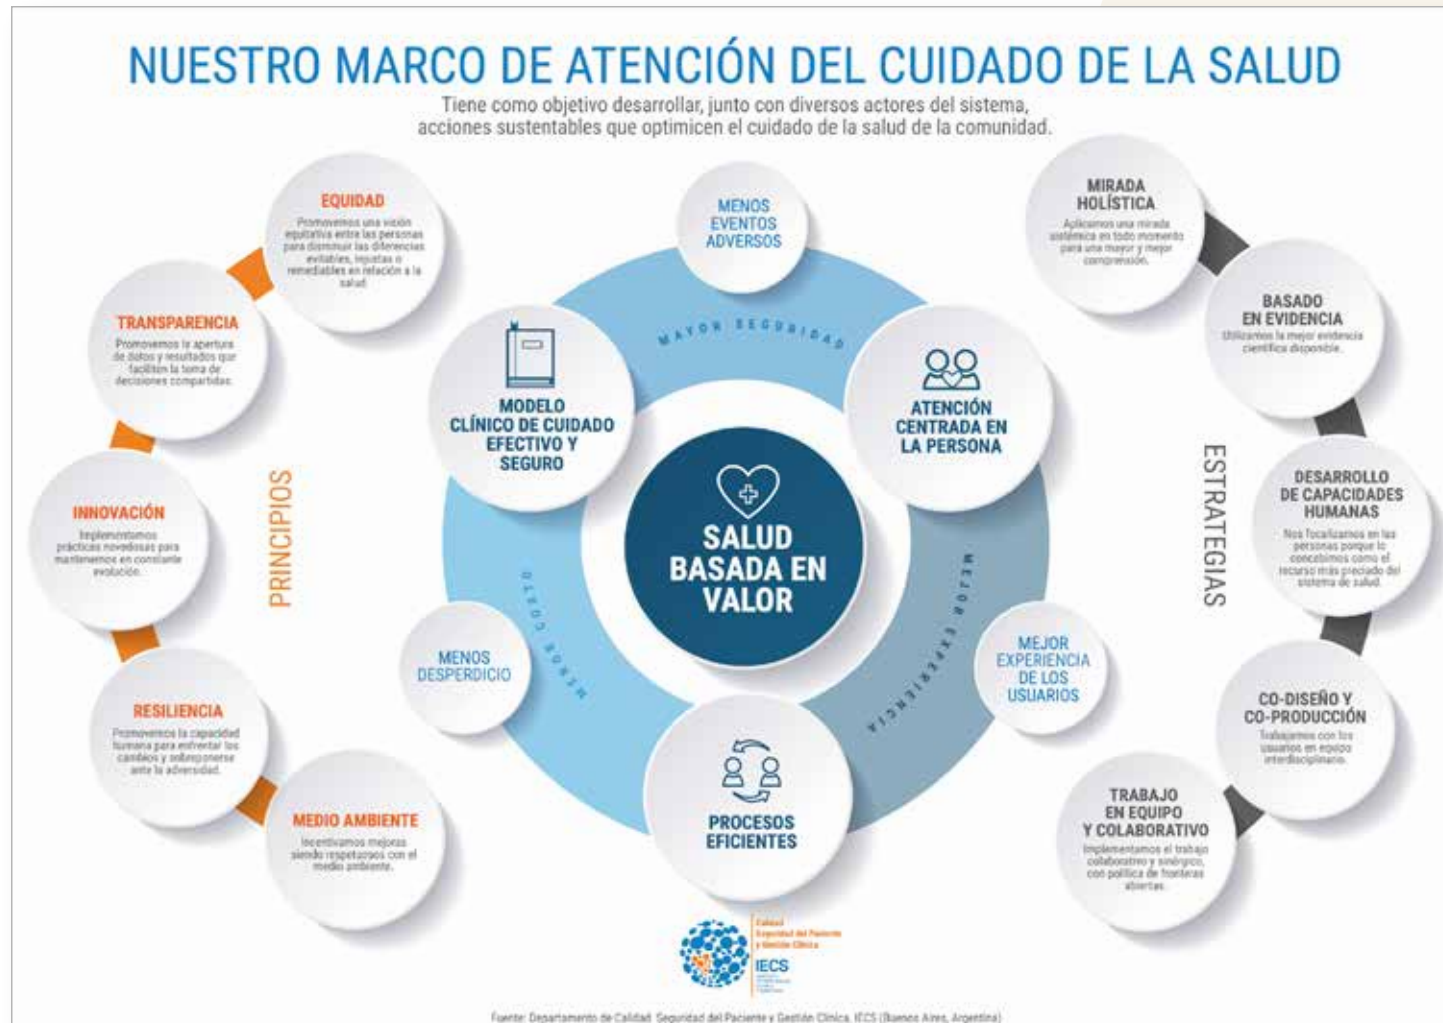 NUESTRO MARCO DE ATENCIÓN DEL CUIDADO DE LA SALUD
Tiene como objetivo desarrollar, junto con diversos actores del sistema,
acciones sustentables que optimicen el cuidado de la salud de la comunidad.
PRINCIPIOS
EQUIDAD
Promovemos una visión
equitativa entre las personas
para disminuir las diferencias
evitables, injustas o
remediables en relación a la
salud.
TRANSPARENCIA
Promovemos la apertura
de datos y resultados que
faciliten la toma de
decisiones compartidas.
INNOVACIÓN
Implementamos
prácticas novedosas para
mantenernos en constante
evolución.
RESILIENCIA
Promovemos la capacidad
humana para enfrentar los
cambios y sobreponerse
ante la adversidad.
MEDIO AMBIENTE
Incentivamos mejoras
siendo respetuosos con el
medio ambiente.
MENOS
EVENTOS
ADVERSOS
MAYOR SEGURIDAD
MODELO
CLÍNICO DE CUIDADO
EFECTIVO Y
SEGURO
ATENCIÓN
CENTRADA EN
LA PERSONA
SALUD
BASADA EN
VALOR
MENOR COSTO
MEJOR EXPERIENCIA
MENOS
DESPERDICIO
MEJOR
EXPERIENCIA
DE LOS
USUARIOS
PROCESOS
EFICIENTES
ESTRATEGIAS
MIRADA
HOLÍSTICA
Aplicamos una mirada
sistémica en todo momento
para una mayor y mejor
comprensión.
BASADO
EN EVIDENCIA
Utilizamos la mejor evidencia
científica disponible.
DESARROLLO
DE CAPACIDADES
HUMANAS
Nos focalizamos en las
personas porque lo
concebimos como el
recurso más preciado del
sistema de salud.
CO-DISEÑO Y
CO-PRODUCCIÓN
Trabajamos con los
usuarios en equipo
interdisciplinario.
TRABAJO
EN EQUIPO
Y COLABORATIVO
Implementamos el trabajo
colaborativo y sinérgico,
con política de fronteras
abiertas.
Calidad
Seguridad del Paciente
y Gestión Clínica
IECS
Fuente: Departamento de Calidad, Seguridad del Paciente y Gestión Clínica. IECS (Buenos Aires, Argentina)